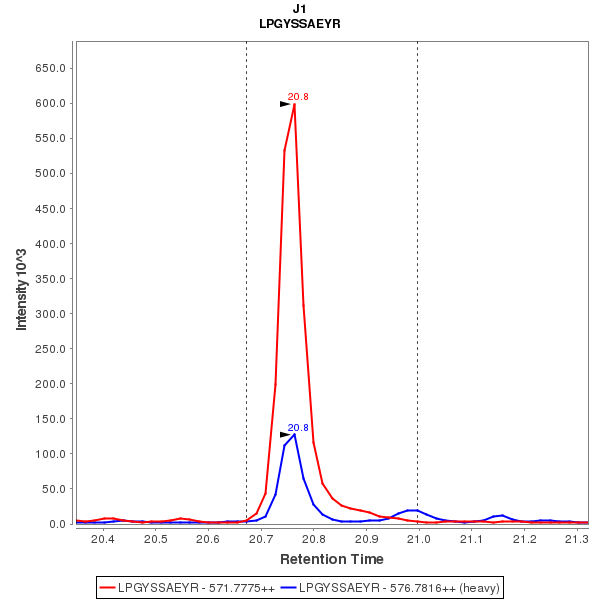 J1
LPGYSSAEYR
650.0
600.0
550.0
500.0
450.0
400.0
350.0
300.0
250.0
200.0
150.0
100.0
50.0
0.0
Intensity 10^3
20.8
20.8
20.4 20.5 20.6 20.7 20.8 20.9 21.0 21.1 21.2 21.3
Retention Time
LPGYSSAEYR - 571.7775++ LPGYSSAEYR - 576.7816++ (heavy)